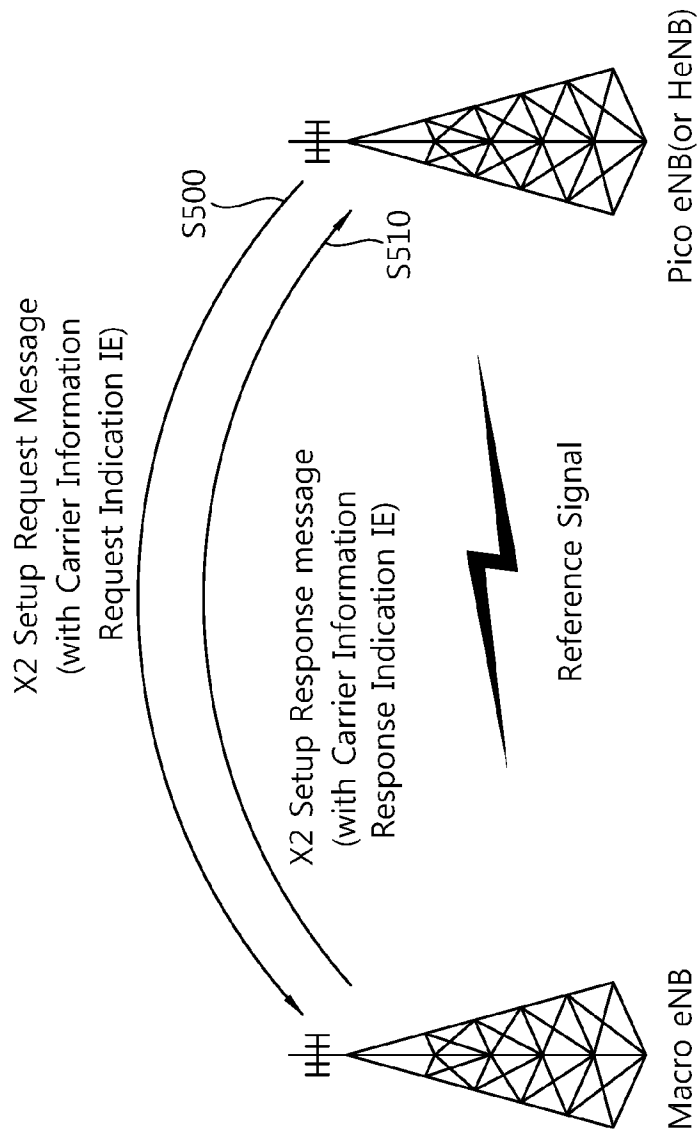 X2 Setup Request Message
(with Carrier Information
Request Indication IE)
S500
S510
X2 Setup Response message
(with Carrier Information
Response Indication IE)
Reference Signal
Macro eNB
Pico eNB(or HeNB)